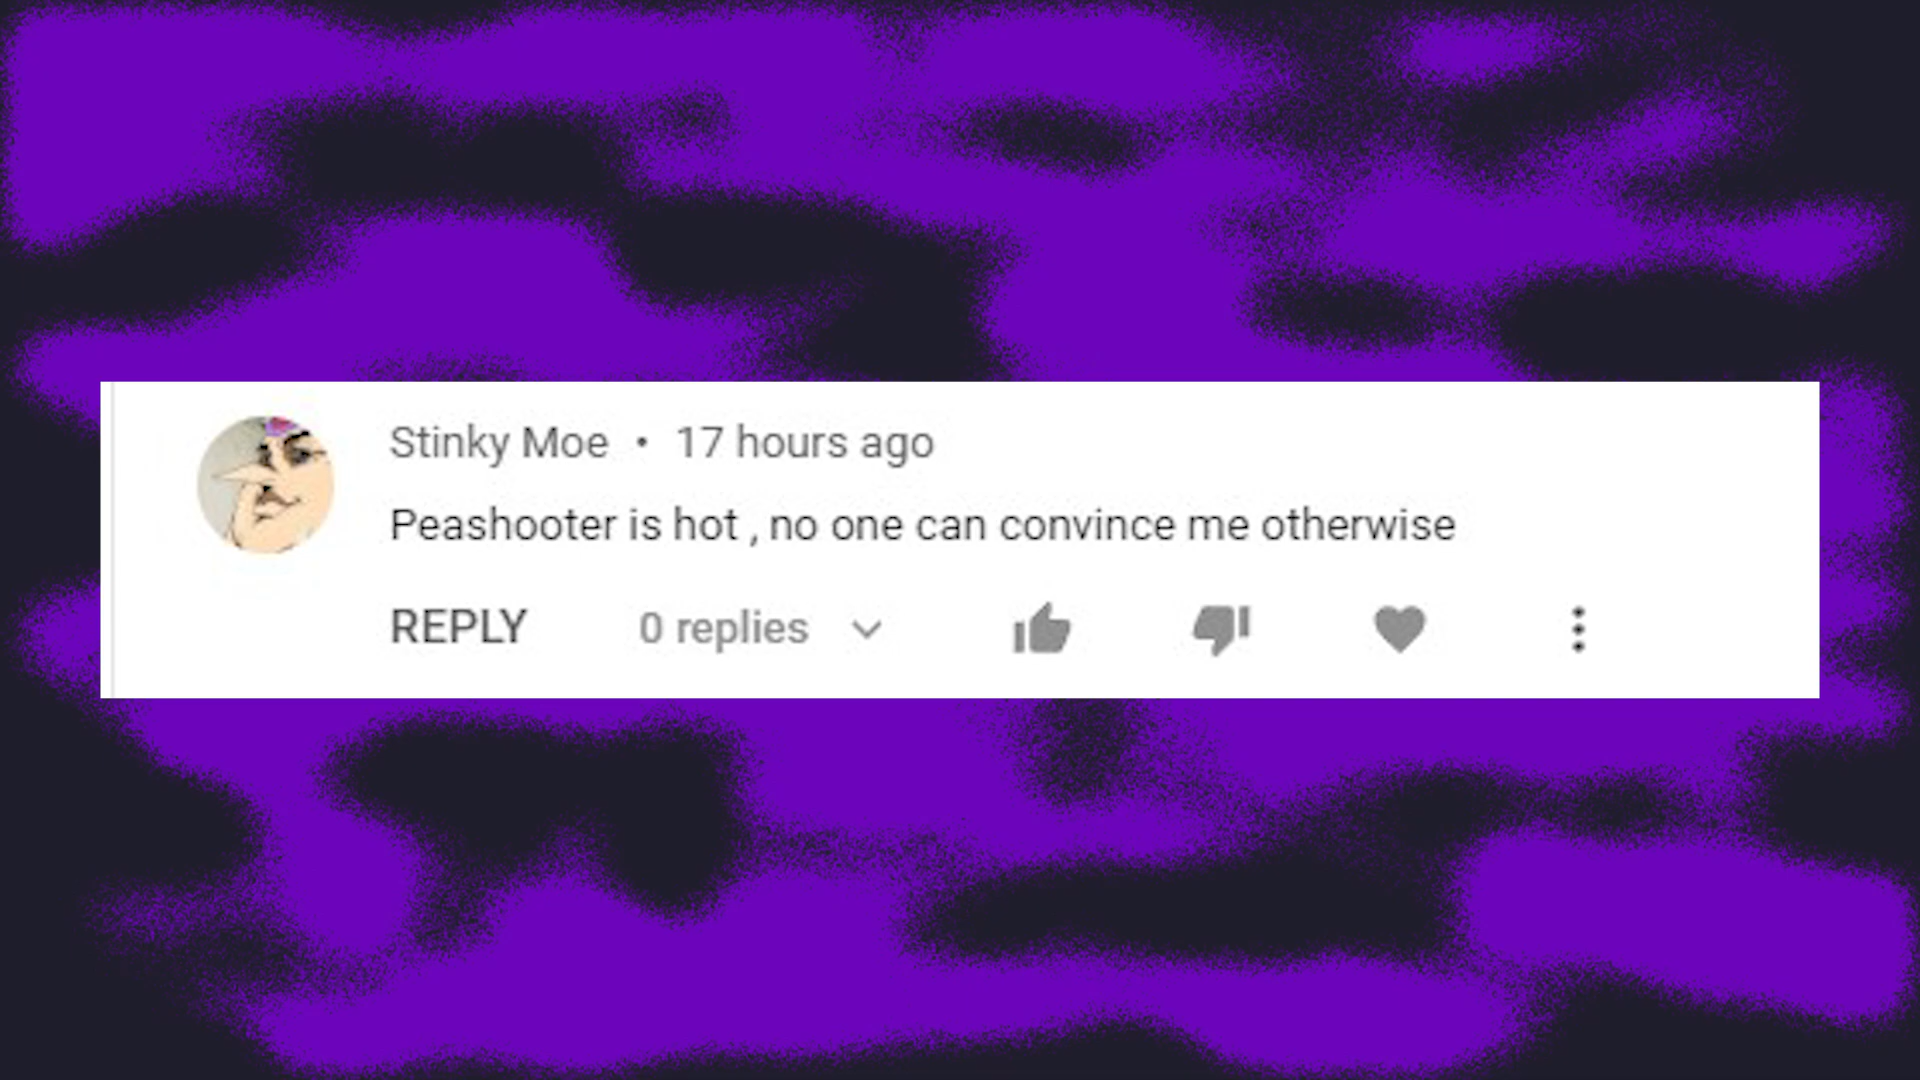 Stinky Moe • 17 hours ago
Peashooter is hot , no one can convince me otherwise
REPLY 0 replies